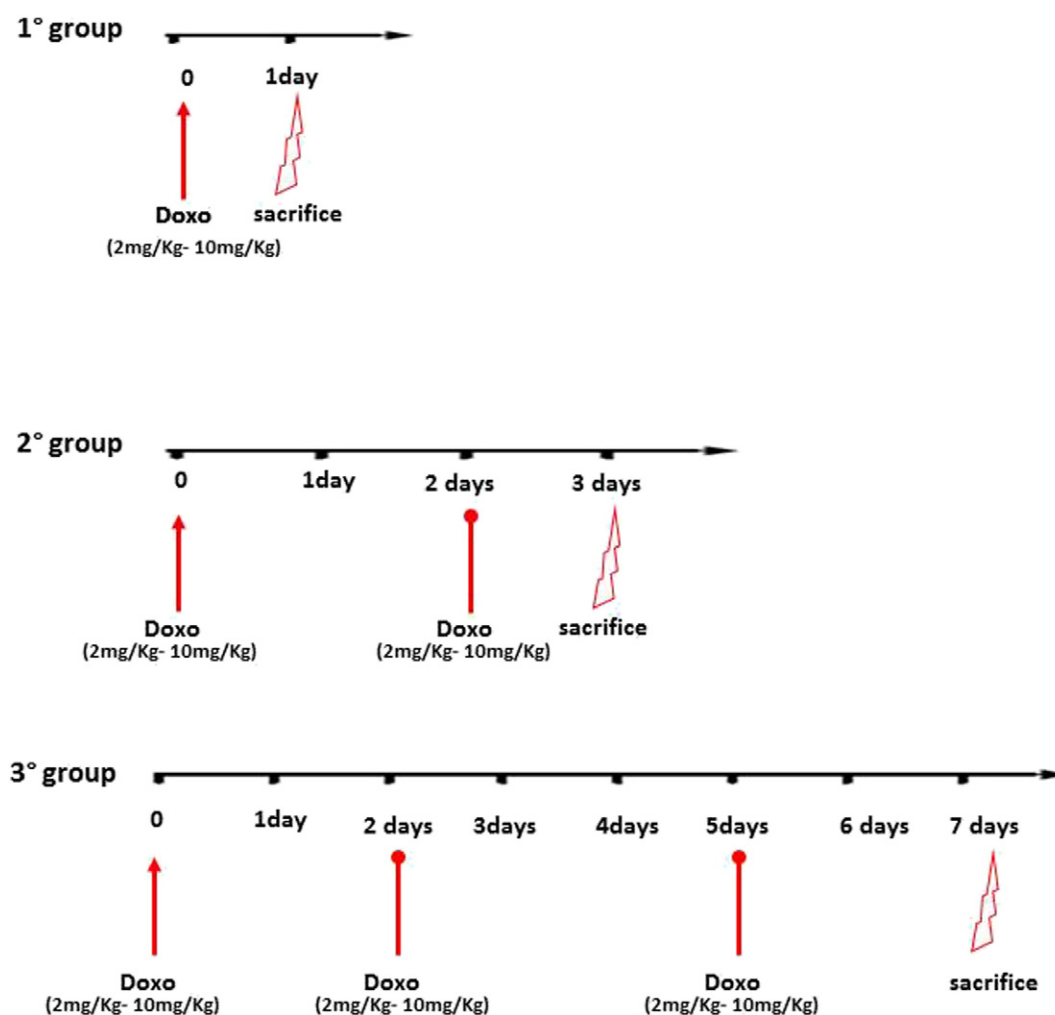 1° group
0 1day
Doxo sacrifice
(2mg/Kg- 10mg/Kg)
2° group
0 1day 2 days 3 days
Doxo Doxo sacrifice
(2mg/Kg- 10mg/Kg) (2mg/Kg- 10mg/Kg)
3° group
0 1day 2 days 3days 4days 5days 6 days 7 days
Doxo Doxo Doxo sacrifice
(2mg/Kg- 10mg/Kg) (2mg/Kg- 10mg/Kg) (2mg/Kg- 10mg/Kg)